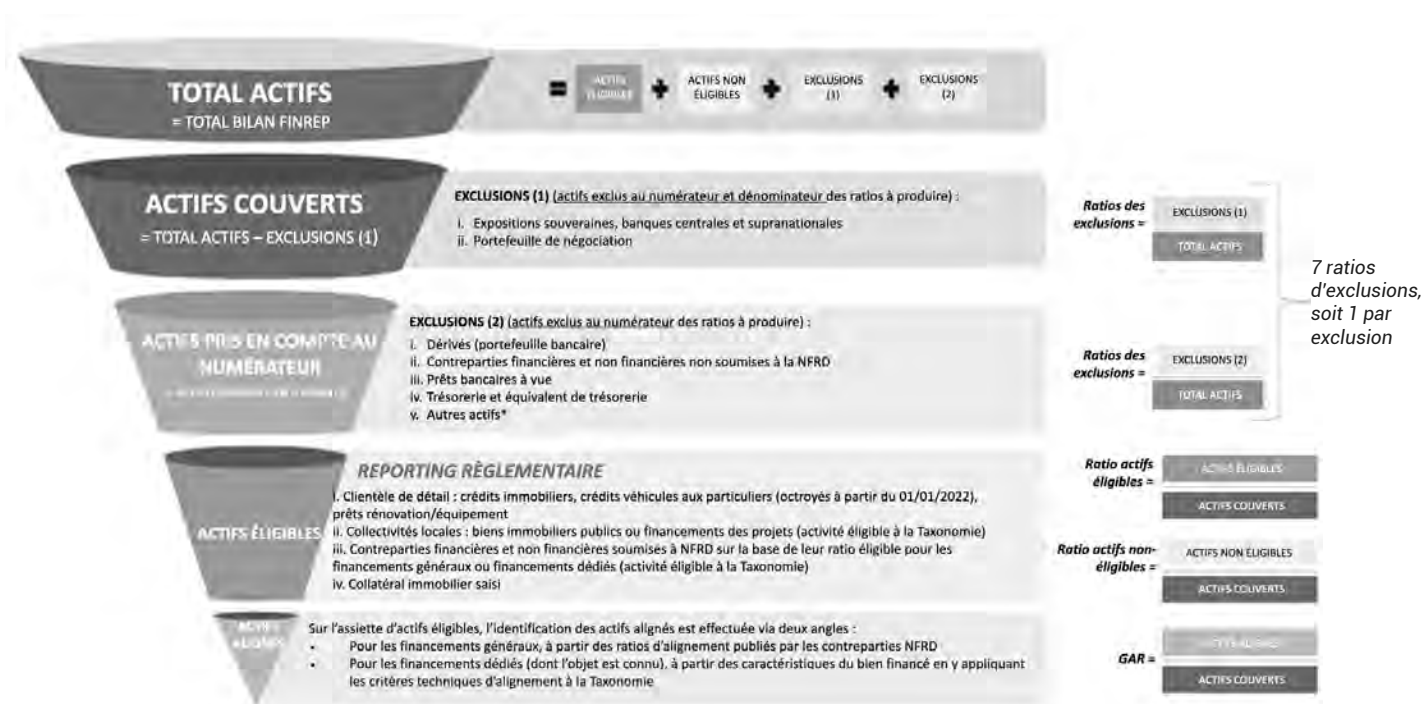 TOTAL ACTIFS
= TOTAL BILAN FINREP
=
ACTIFS
ÉLIGIBLES
+
ACTIFS NON
ÉLIGIBLES
+
EXCLUSIONS
(1)
+
EXCLUSIONS
(2)
ACTIFS COUVERTS
= TOTAL ACTIFS – EXCLUSIONS (1)
EXCLUSIONS (1) (actifs exclus au numérateur et dénominateur des ratios à produire) :
i. Expositions souveraines, banques centrales et supranationales
ii. Portefeuille de négociation
Ratios des
exclusions =
EXCLUSIONS (1)
TOTAL ACTIFS
7 ratios
d'exclusions,
soit 1 par
exclusion
ACTIFS PRIS EN COMPTE AU
NUMÉRATEUR
EXCLUSIONS (2) (actifs exclus au numérateur des ratios à produire) :
i. Dérivés (portefeuille bancaire)
ii. Contreparties financières et non financières non soumises à la NFRD
iii. Prêts bancaires à vue
iv. Trésorerie et équivalent de trésorerie
v. Autres actifs*
Ratios des
exclusions =
EXCLUSIONS (2)
TOTAL ACTIFS
ACTIFS ÉLIGIBLES
REPORTING RÈGLEMENTAIRE
i. Clientèle de détail : crédits immobiliers, crédits véhicules aux particuliers (octroyés à partir du 01/01/2022),
prêts rénovation/équipement
ii. Collectivités locales : biens immobiliers publics ou financements des projets (activité éligible à la Taxonomie)
iii. Contreparties financières et non financières soumises à NFRD sur la base de leur ratio éligible pour les
financements généraux ou financements dédiés (activité éligible à la Taxonomie)
iv. Collatéral immobilier saisi
Ratio actifs
éligibles =
ACTIFS ÉLIGIBLES
ACTIFS COUVERTS
Ratio actifs non-
éligibles =
ACTIFS NON ÉLIGIBLES
ACTIFS COUVERTS
ACTIFS
ALIGNÉS
Sur l'assiette d'actifs éligibles, l'identification des actifs alignés est effectuée via deux angles :
• Pour les financements généraux, à partir des ratios d'alignement publiés par les contreparties NFRD
• Pour les financements dédiés (dont l'objet est connu), à partir des caractéristiques du bien financé en y appliquant
les critères techniques d'alignement à la Taxonomie
GAR =
ACTIFS ALIGNÉS
ACTIFS COUVERTS